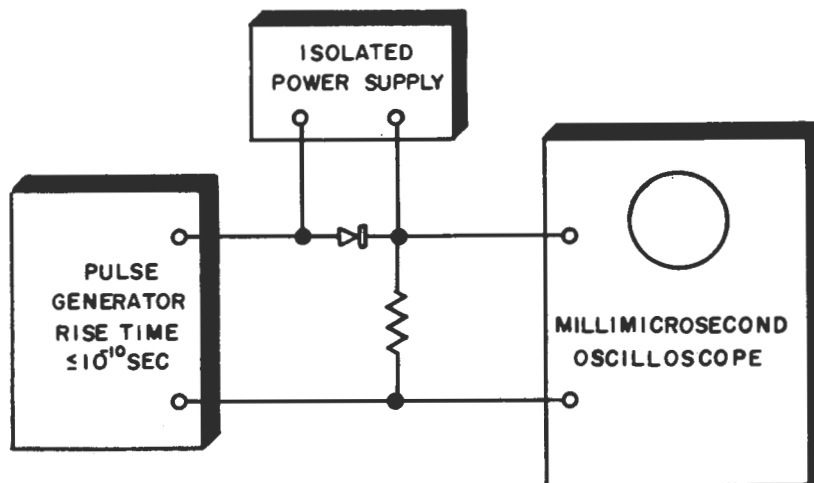 ISOLATED
POWER SUPPLY
PULSE
GENERATOR
RISE TIME
≤10⁻¹⁰SEC
MILLIMICROSECOND
OSCILLOSCOPE